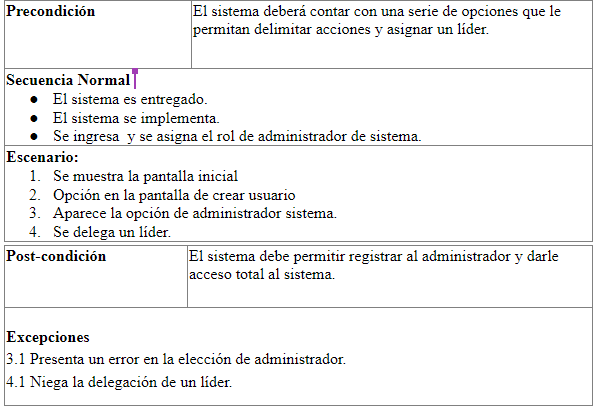 Precondición
El sistema deberá contar con una serie de opciones que le
permitan delimitar acciones y asignar un líder.
Secuencia Normal
● El sistema es entregado.
● El sistema se implementa.
● Se ingresa y se asigna el rol de administrador de sistema.
Escenario:
1. Se muestra la pantalla inicial
2. Opción en la pantalla de crear usuario
3. Aparece la opción de administrador sistema.
4. Se delega un líder.
Post-condición
El sistema debe permitir registrar al administrador y darle
acceso total al sistema.
Excepciones
3.1 Presenta un error en la elección de administrador.
4.1 Niega la delegación de un líder.